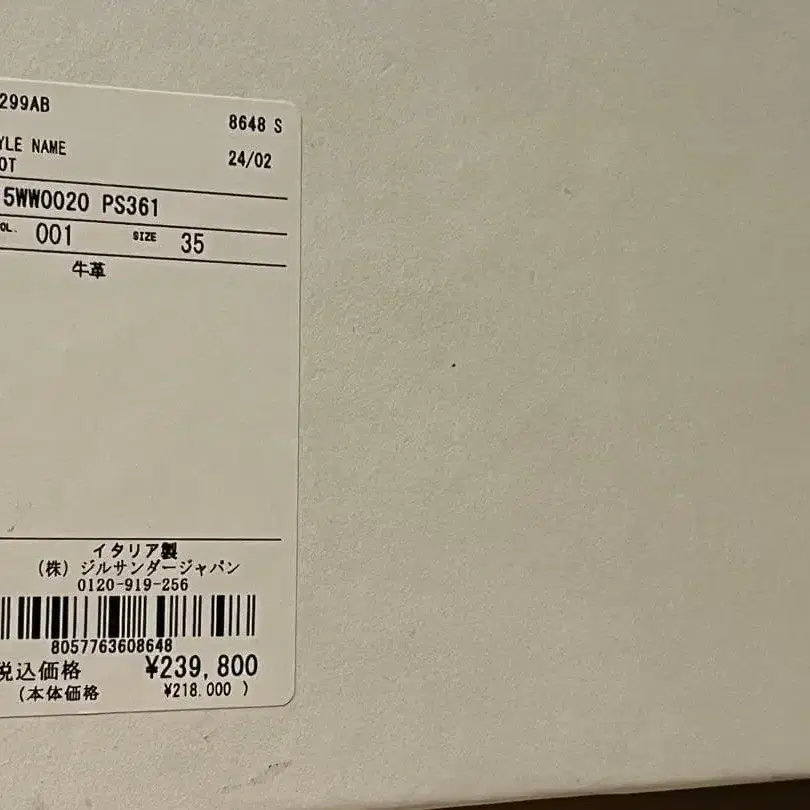 299AB
8648 S
YLE NAME
OT
24/02
5WW0020 PS361
OL. 001 SIZE 35
牛革
イタリア製
(株) ジルサンダージャパン
0120-919-256
8057763608648
税込価格 ¥239,800
(本体価格 ¥218.000 )